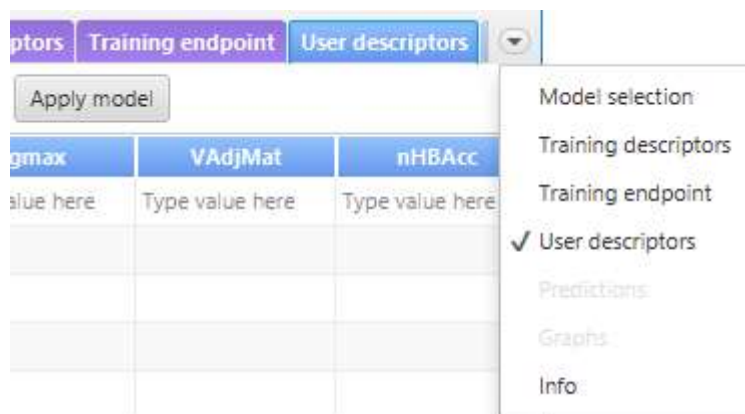 ptors Training endpoint User descriptors
Apply model
gmax VAdjMat nHBAcc
alue here Type value here Type value here
Model selection
Training descriptors
Training endpoint
✓ User descriptors
Predictions
Graphs
Info